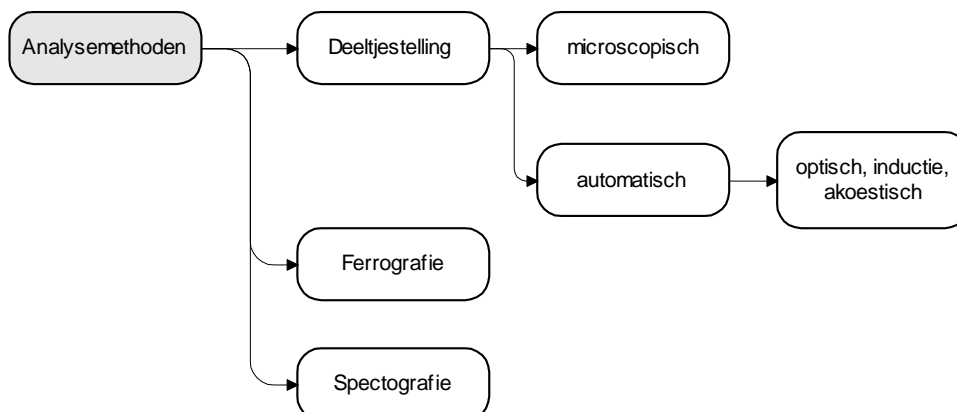 Analysemethoden
Deeltjestelling
microscopisch
automatisch
optisch, inductie,
akoestisch
Ferrografie
Spectografie